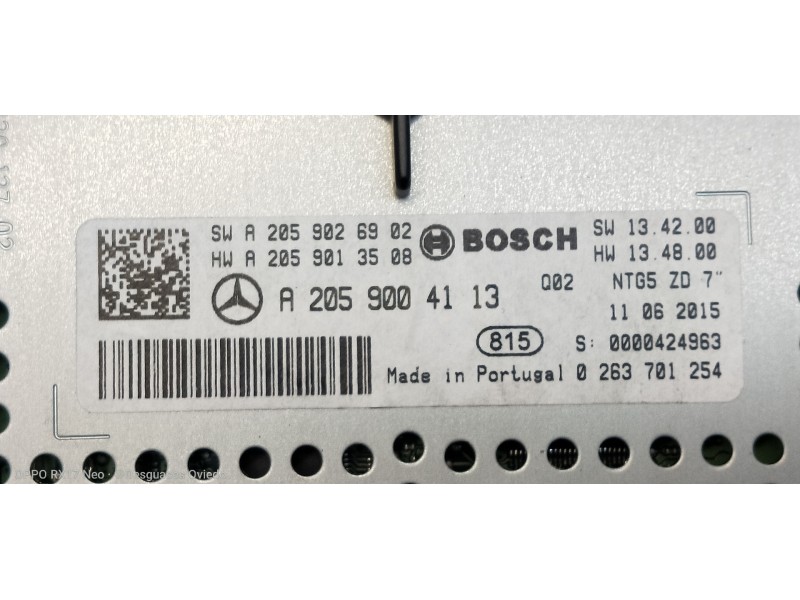 SW A 205 902 69 02
HW A 205 901 35 08
BOSCH
SW 13.42.00
HW 13.48.00
A 205 900 41 13
Q02
NTG5 ZD 7"
11 06 2015
815
S: 0000424963
Made in Portugal 0 263 701 254